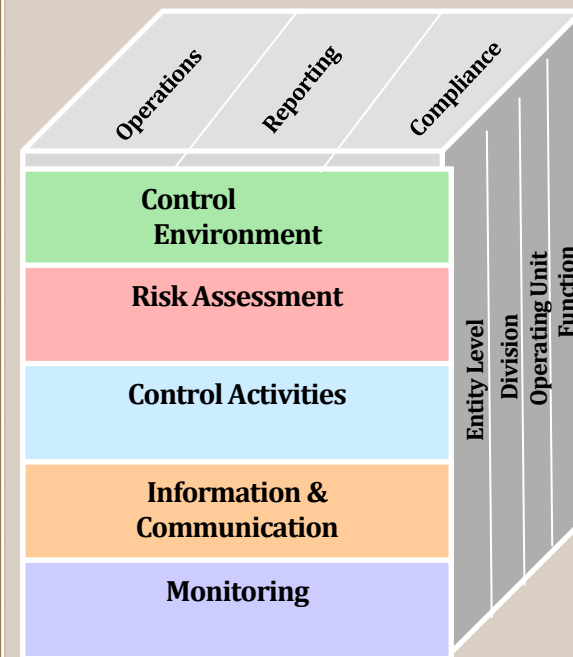 Operations
Reporting
Compliance
Control
Environment
Risk Assessment
Control Activities
Information &
Communication
Monitoring
Entity Level
Division
Operating Unit
Function